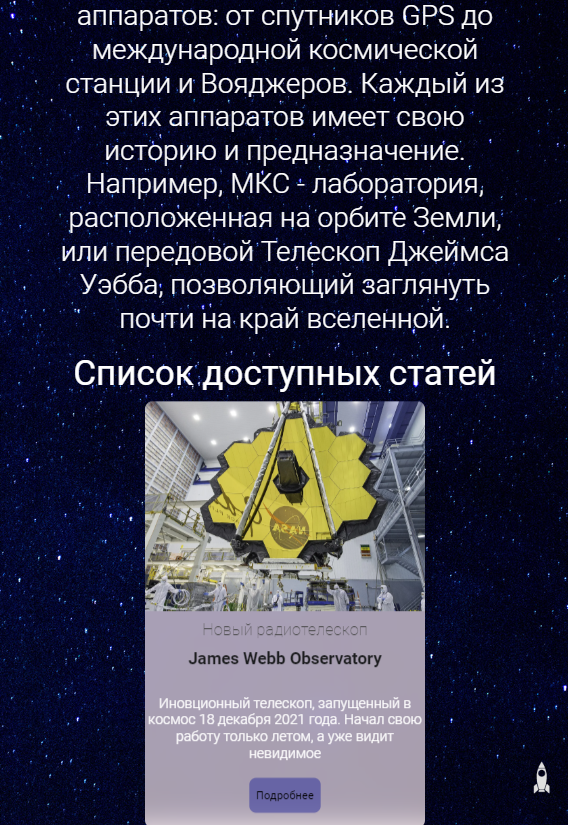 аппаратов: от спутников GPS до
международной космической
станции и Вояджеров. Каждый из
этих аппаратов имеет свою
историю и предназначение.
Например, МКС - лаборатория,
расположенная на орбите Земли,
или передовой Телескоп Джеймса
Уэбба, позволяющий заглянуть
почти на край вселенной.
Список доступных статей
NASA
Новый радиотелескоп
James Webb Observatory
Иновционный телескоп, запущенный в
космос 18 декабря 2021 года. Начал свою
работу только летом, а уже видит
невидимое
Подробнее